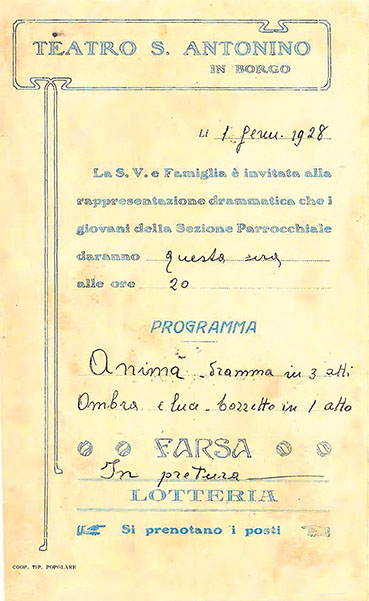 TEATRO S. ANTONINO
IN BORGO
LI 1 Genn. 1928
La S. V. e Famiglia è invitata alla
rappresentazione drammatica che i
giovani della Sezione Parrocchiale
daranno questa sera
alle ore 20
PROGRAMMA
Anima - dramma in 3 atti
Ombra e luce - bozzetto in 1 atto
FARSA
In pretura
LOTTERIA
Si prenotano i posti
COOP. TIP. POPOLARE